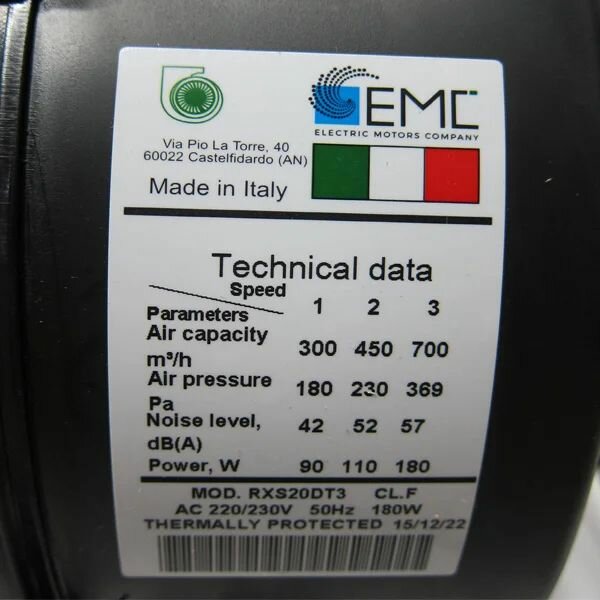 EMC
ELECTRIC MOTORS COMPANY
Via Pio La Torre, 40
60022 Castelfidardo (AN)
Made in Italy
Technical data
Speed
Parameters 1 2 3
Air capacity
m³/h 300 450 700
Air pressure
Pa 180 230 369
Noise level,
dB(A) 42 52 57
Power, W 90 110 180
MOD. RXS20DT3 CL.F
AC 220/230V 50Hz 180W
THERMALLY PROTECTED 15/12/22